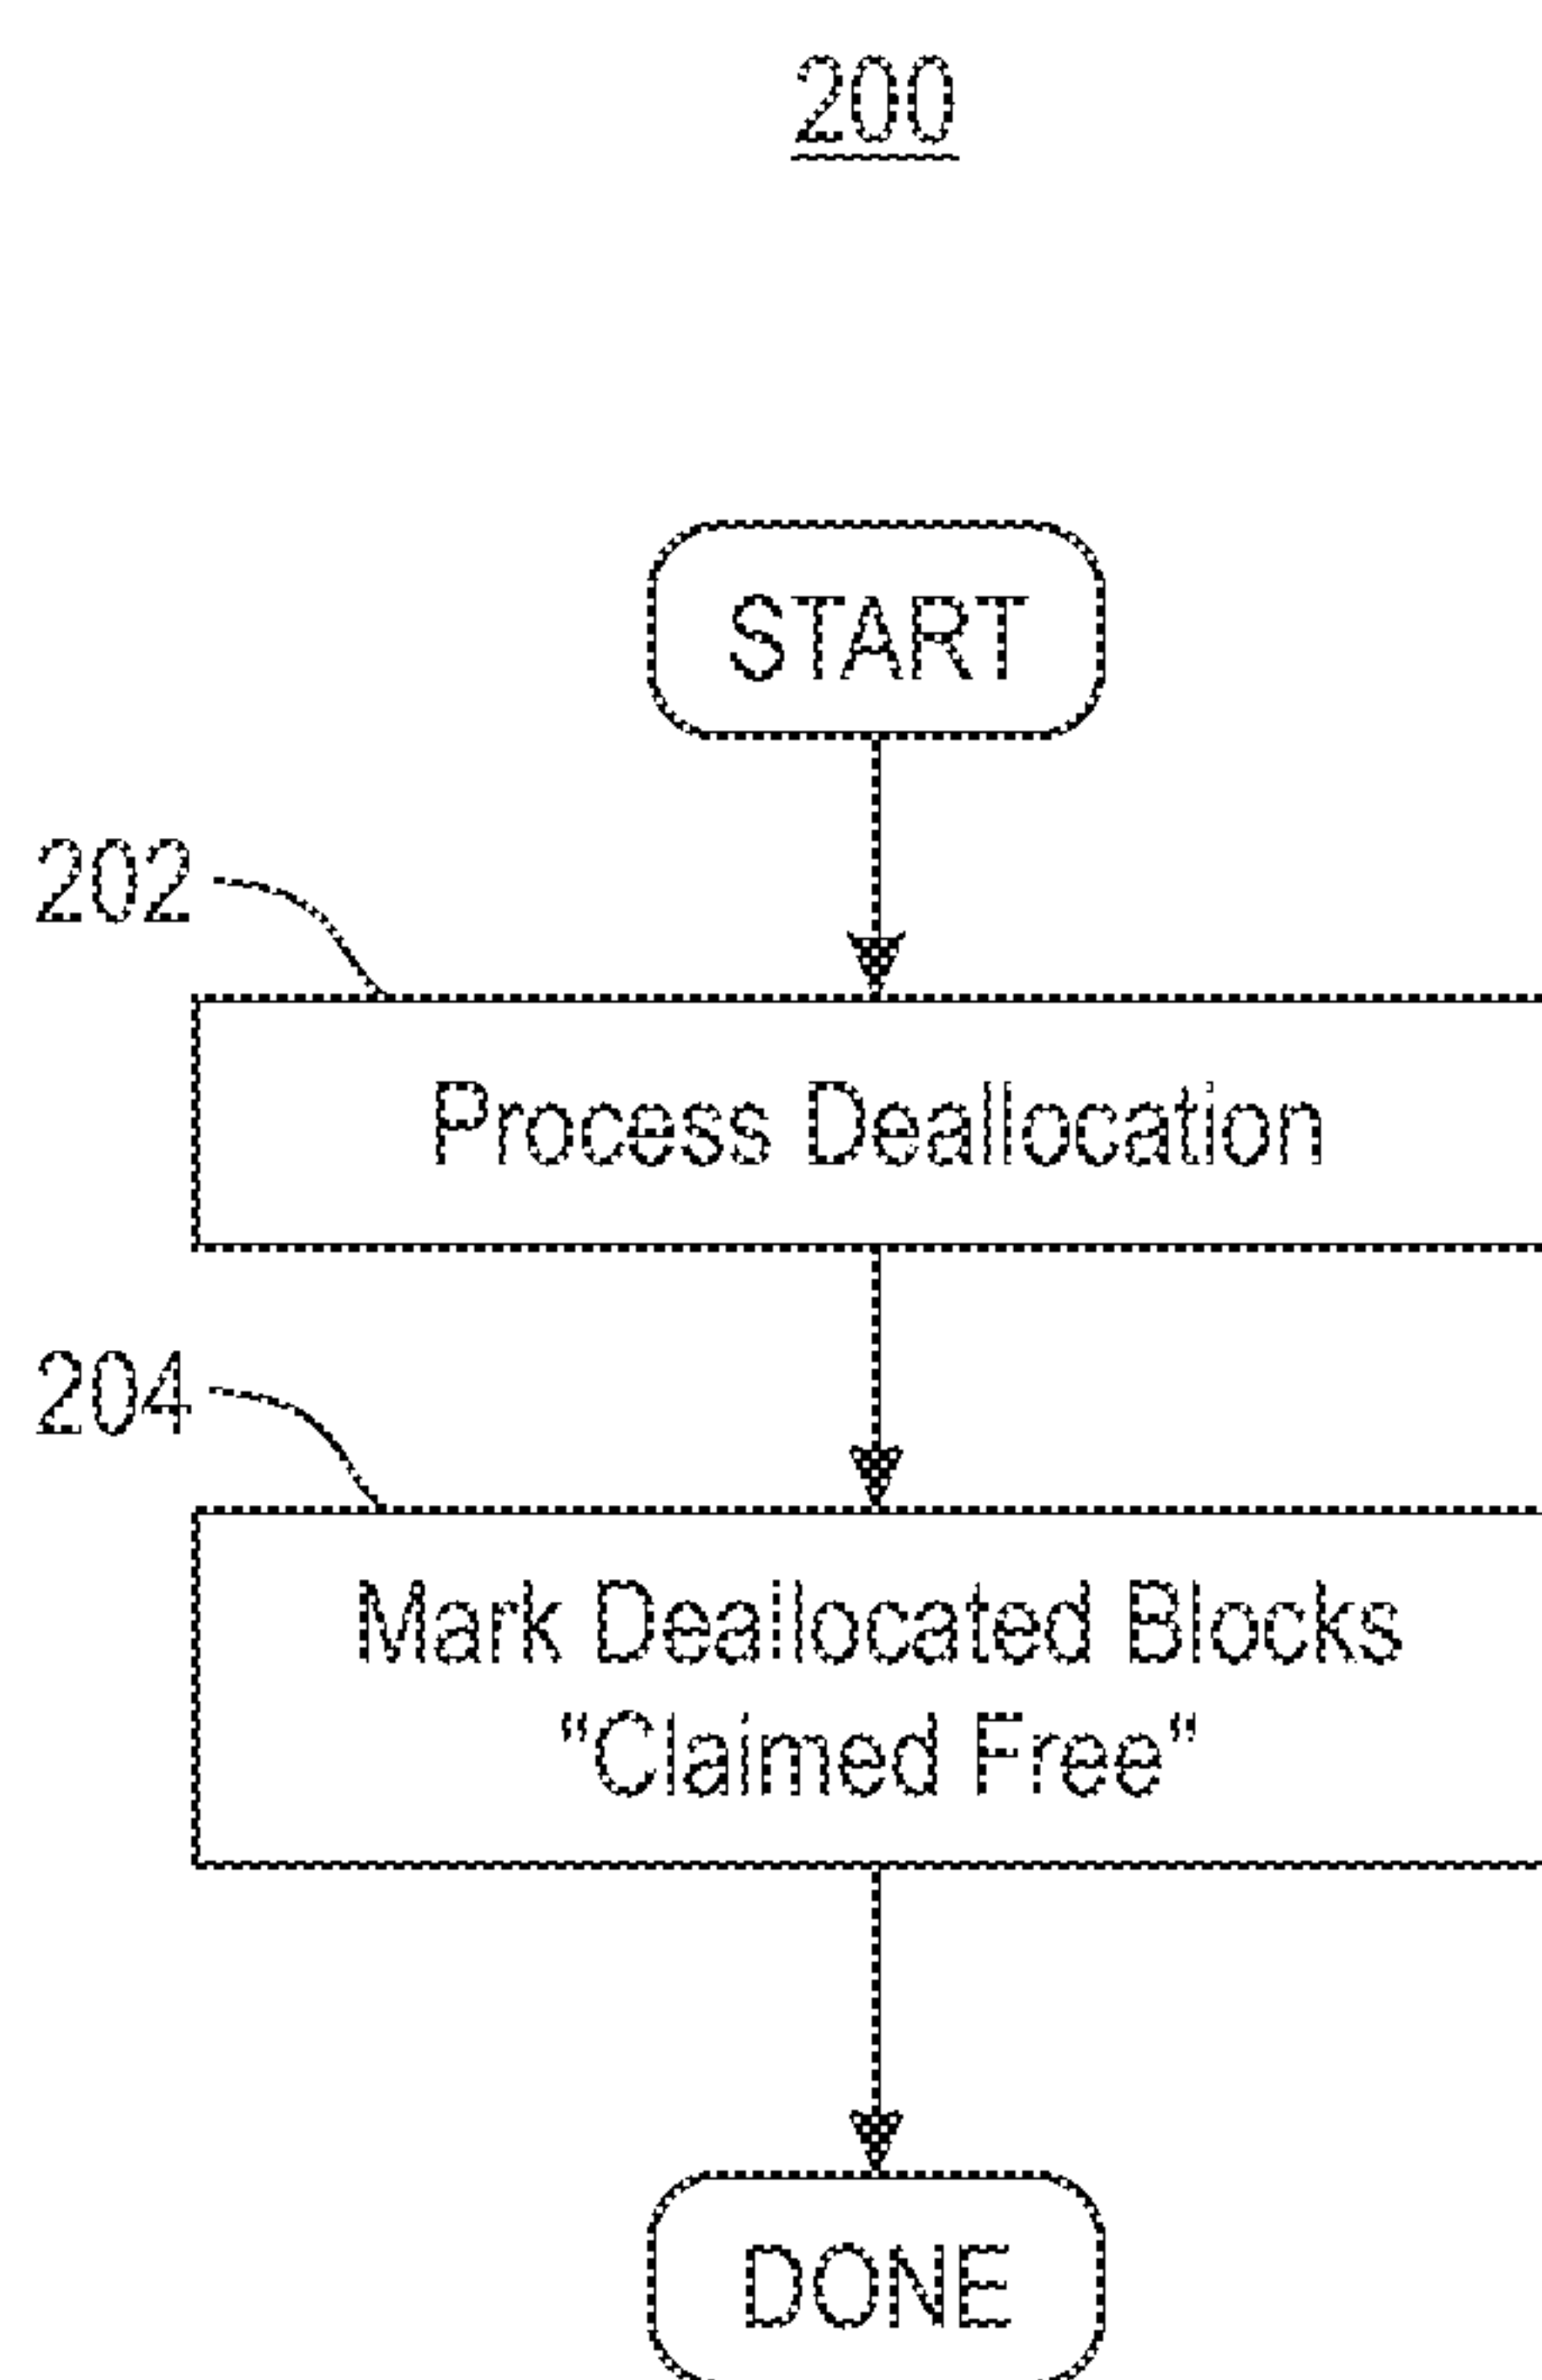 200
START
202
Process Deallocation
204
Mark Deallocated Blocks
"Claimed Free"
DONE